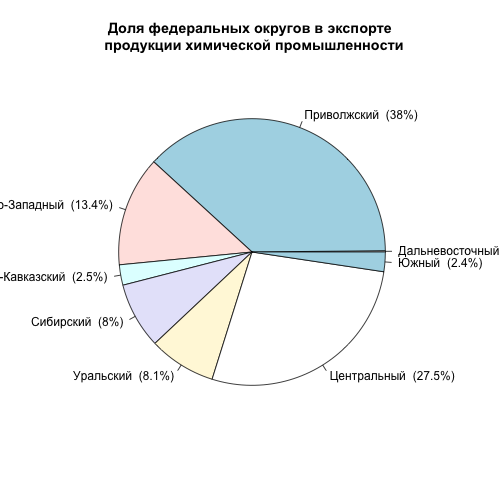 Доля федеральных округов в экспорте
продукции химической промышленности
Приволжский (38%)
о-Западный (13.4%)
-Кавказский (2.5%)
Сибирский (8%)
Уральский (8.1%)
Центральный (27.5%)
Южный (2.4%)
Дальневосточный